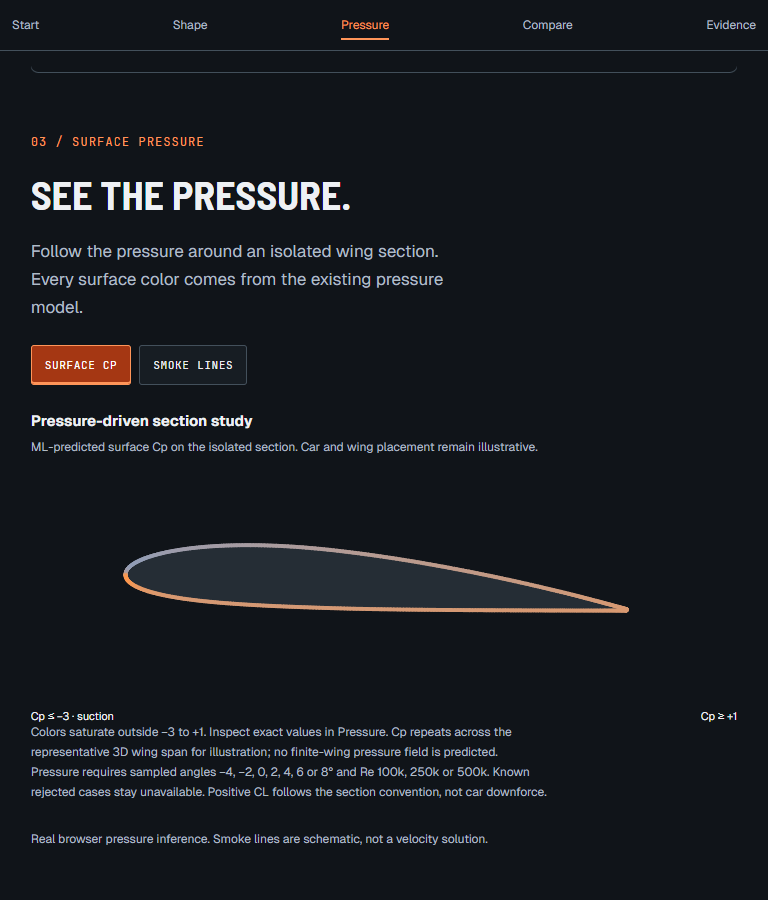 Start Shape Pressure Compare Evidence
03 / SURFACE PRESSURE
SEE THE PRESSURE.
Follow the pressure around an isolated wing section.
Every surface color comes from the existing pressure
model.
SURFACE CP SMOKE LINES
Pressure-driven section study
ML-predicted surface Cp on the isolated section. Car and wing placement remain illustrative.
Cp ≤ −3 · suction Cp ≥ +1
Colors saturate outside −3 to +1. Inspect exact values in Pressure. Cp repeats across the
representative 3D wing span for illustration; no finite-wing pressure field is predicted.
Pressure requires sampled angles −4, −2, 0, 2, 4, 6 or 8° and Re 100k, 250k or 500k. Known
rejected cases stay unavailable. Positive CL follows the section convention, not car downforce.
Real browser pressure inference. Smoke lines are schematic, not a velocity solution.